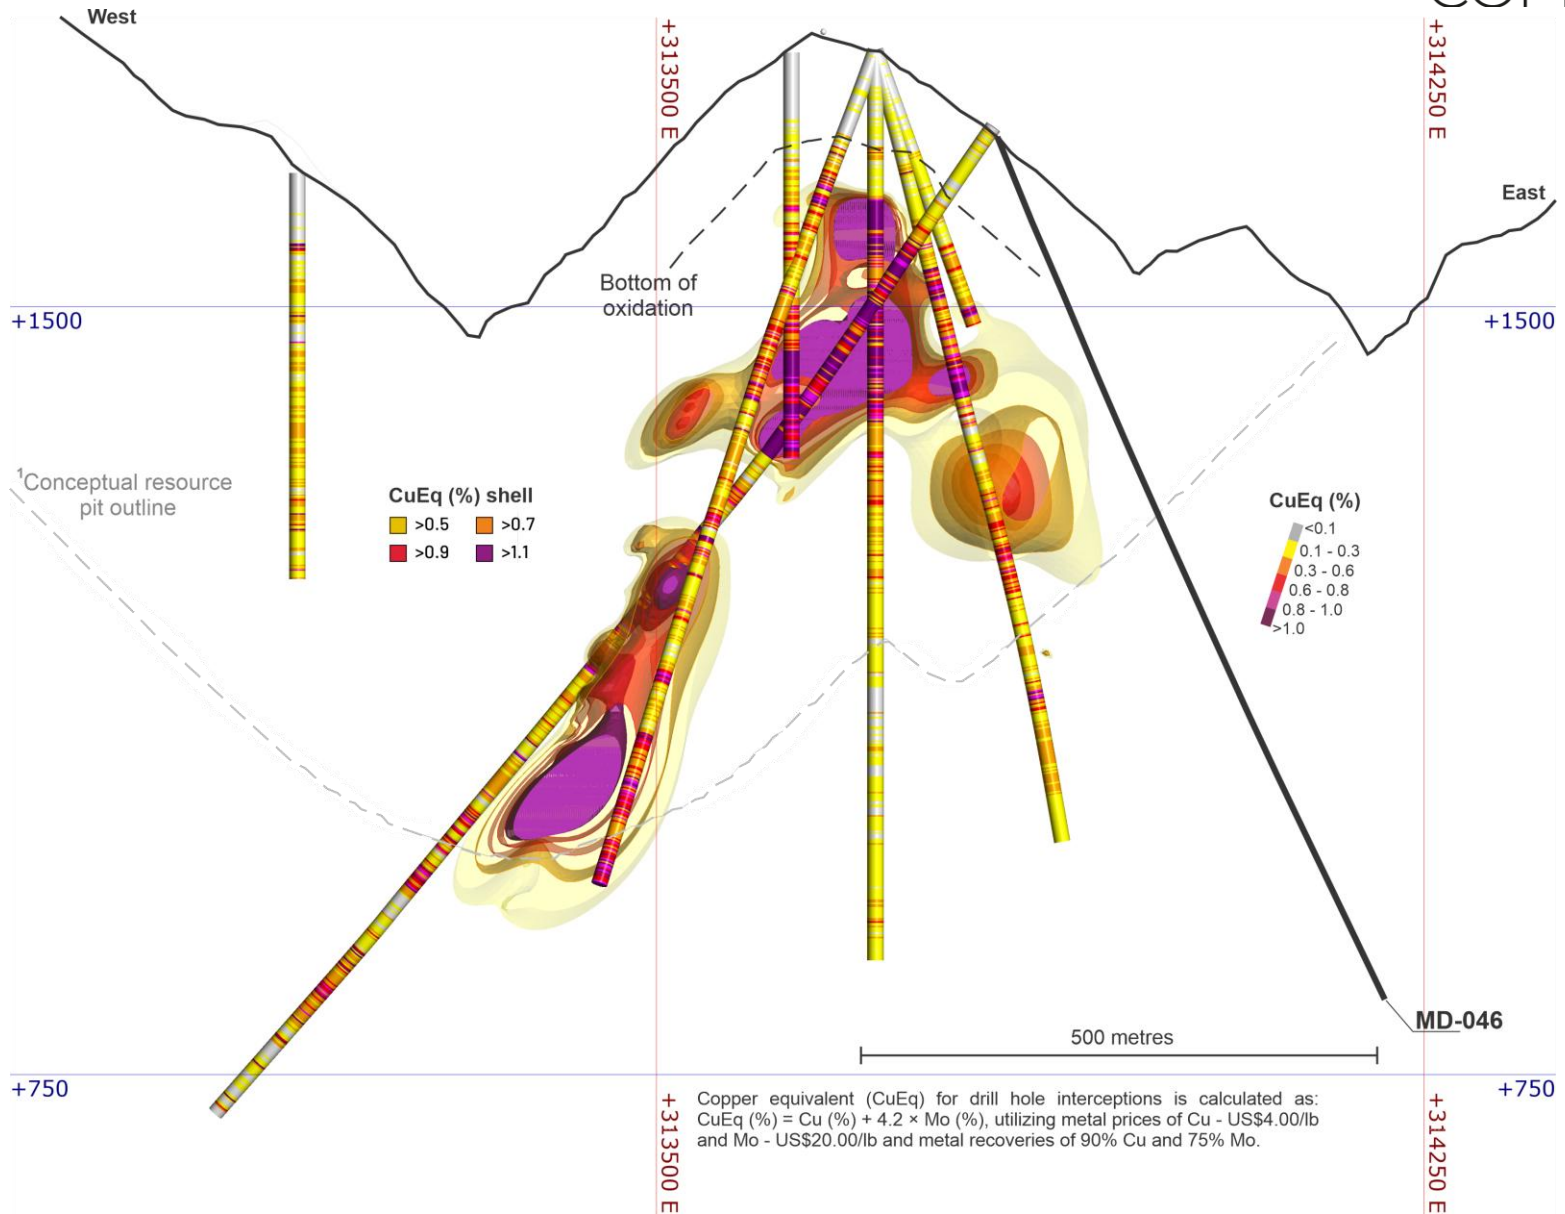 West
+313500 E
+314250 E
East
Bottom of
oxidation
+1500
+1500
¹Conceptual resource
pit outline
CuEq (%) shell
>0.5
>0.7
>0.9
>1.1
CuEq (%)
<0.1
0.1 - 0.3
0.3 - 0.6
0.6 - 0.8
0.8 - 1.0
>1.0
MD-046
500 metres
+750
+750
+313500 E
+314250 E
Copper equivalent (CuEq) for drill hole interceptions is calculated as:
CuEq (%) = Cu (%) + 4.2 × Mo (%), utilizing metal prices of Cu - US$4.00/lb
and Mo - US$20.00/lb and metal recoveries of 90% Cu and 75% Mo.